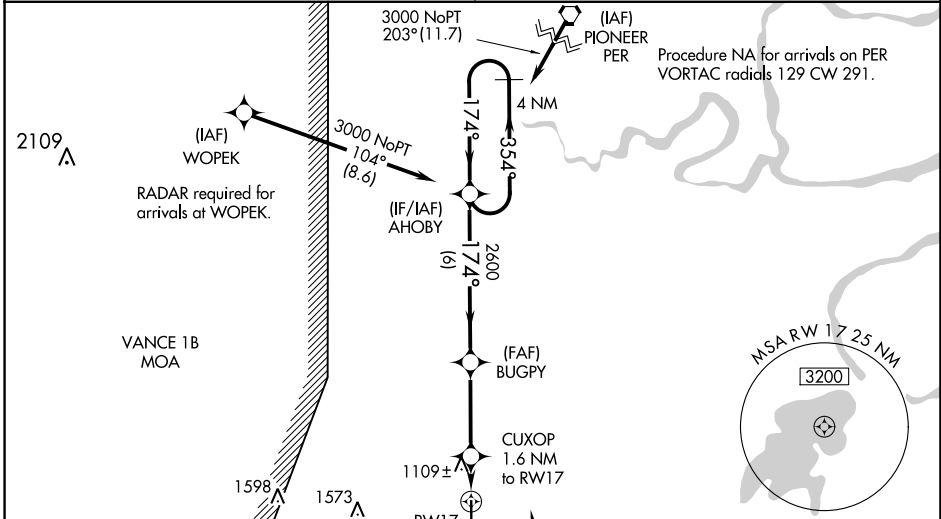 3000 NoPT
203° (11.7)
(IAF)
PIONEER
PER
Procedure NA for arrivals on PER
VORTAC radials 129 CW 291.
4 NM
174°
354°
2109
(IAF)
WOPEK
3000 NoPT
104°
(8.6)
RADAR required for
arrivals at WOPEK.
(IF/IAF)
AHOBY
2600
174°
(6)
VANCE 1B
MOA
(FAF)
BUGPY
MSA RW 17 25 NM
3200
CUXOP
1.6 NM
to RW17
1109±
1598
1573
RW17